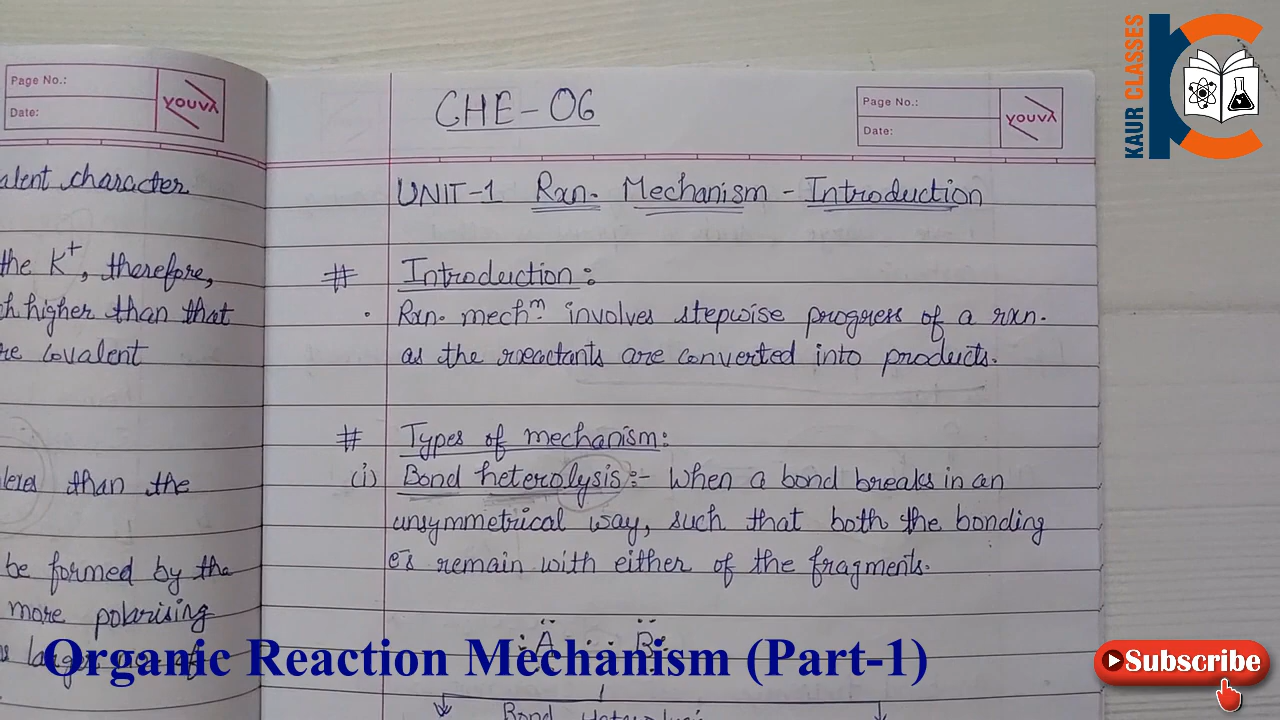 Page No.:
Date:
youva
alent character
the K+, therefore,
ch higher than that
re covalent
than the
be formed by the
more polarising
CHE-06
Page No.:
Date:
youva
UNIT-1 Rxn. Mechanism - Introduction
# Introduction:
. Rxn. mechm. involves stepwise progress of a rxn.
as the reactants are converted into products.
# Types of mechanism:
(i) Bond heterolysis:- When a bond breaks in an
unsymmetrical way, such that both the bonding
e-s remain with either of the fragments.
A B
Bond
KAUR CLASSES
KC
Organic Reaction Mechanism (Part-1)
Subscribe